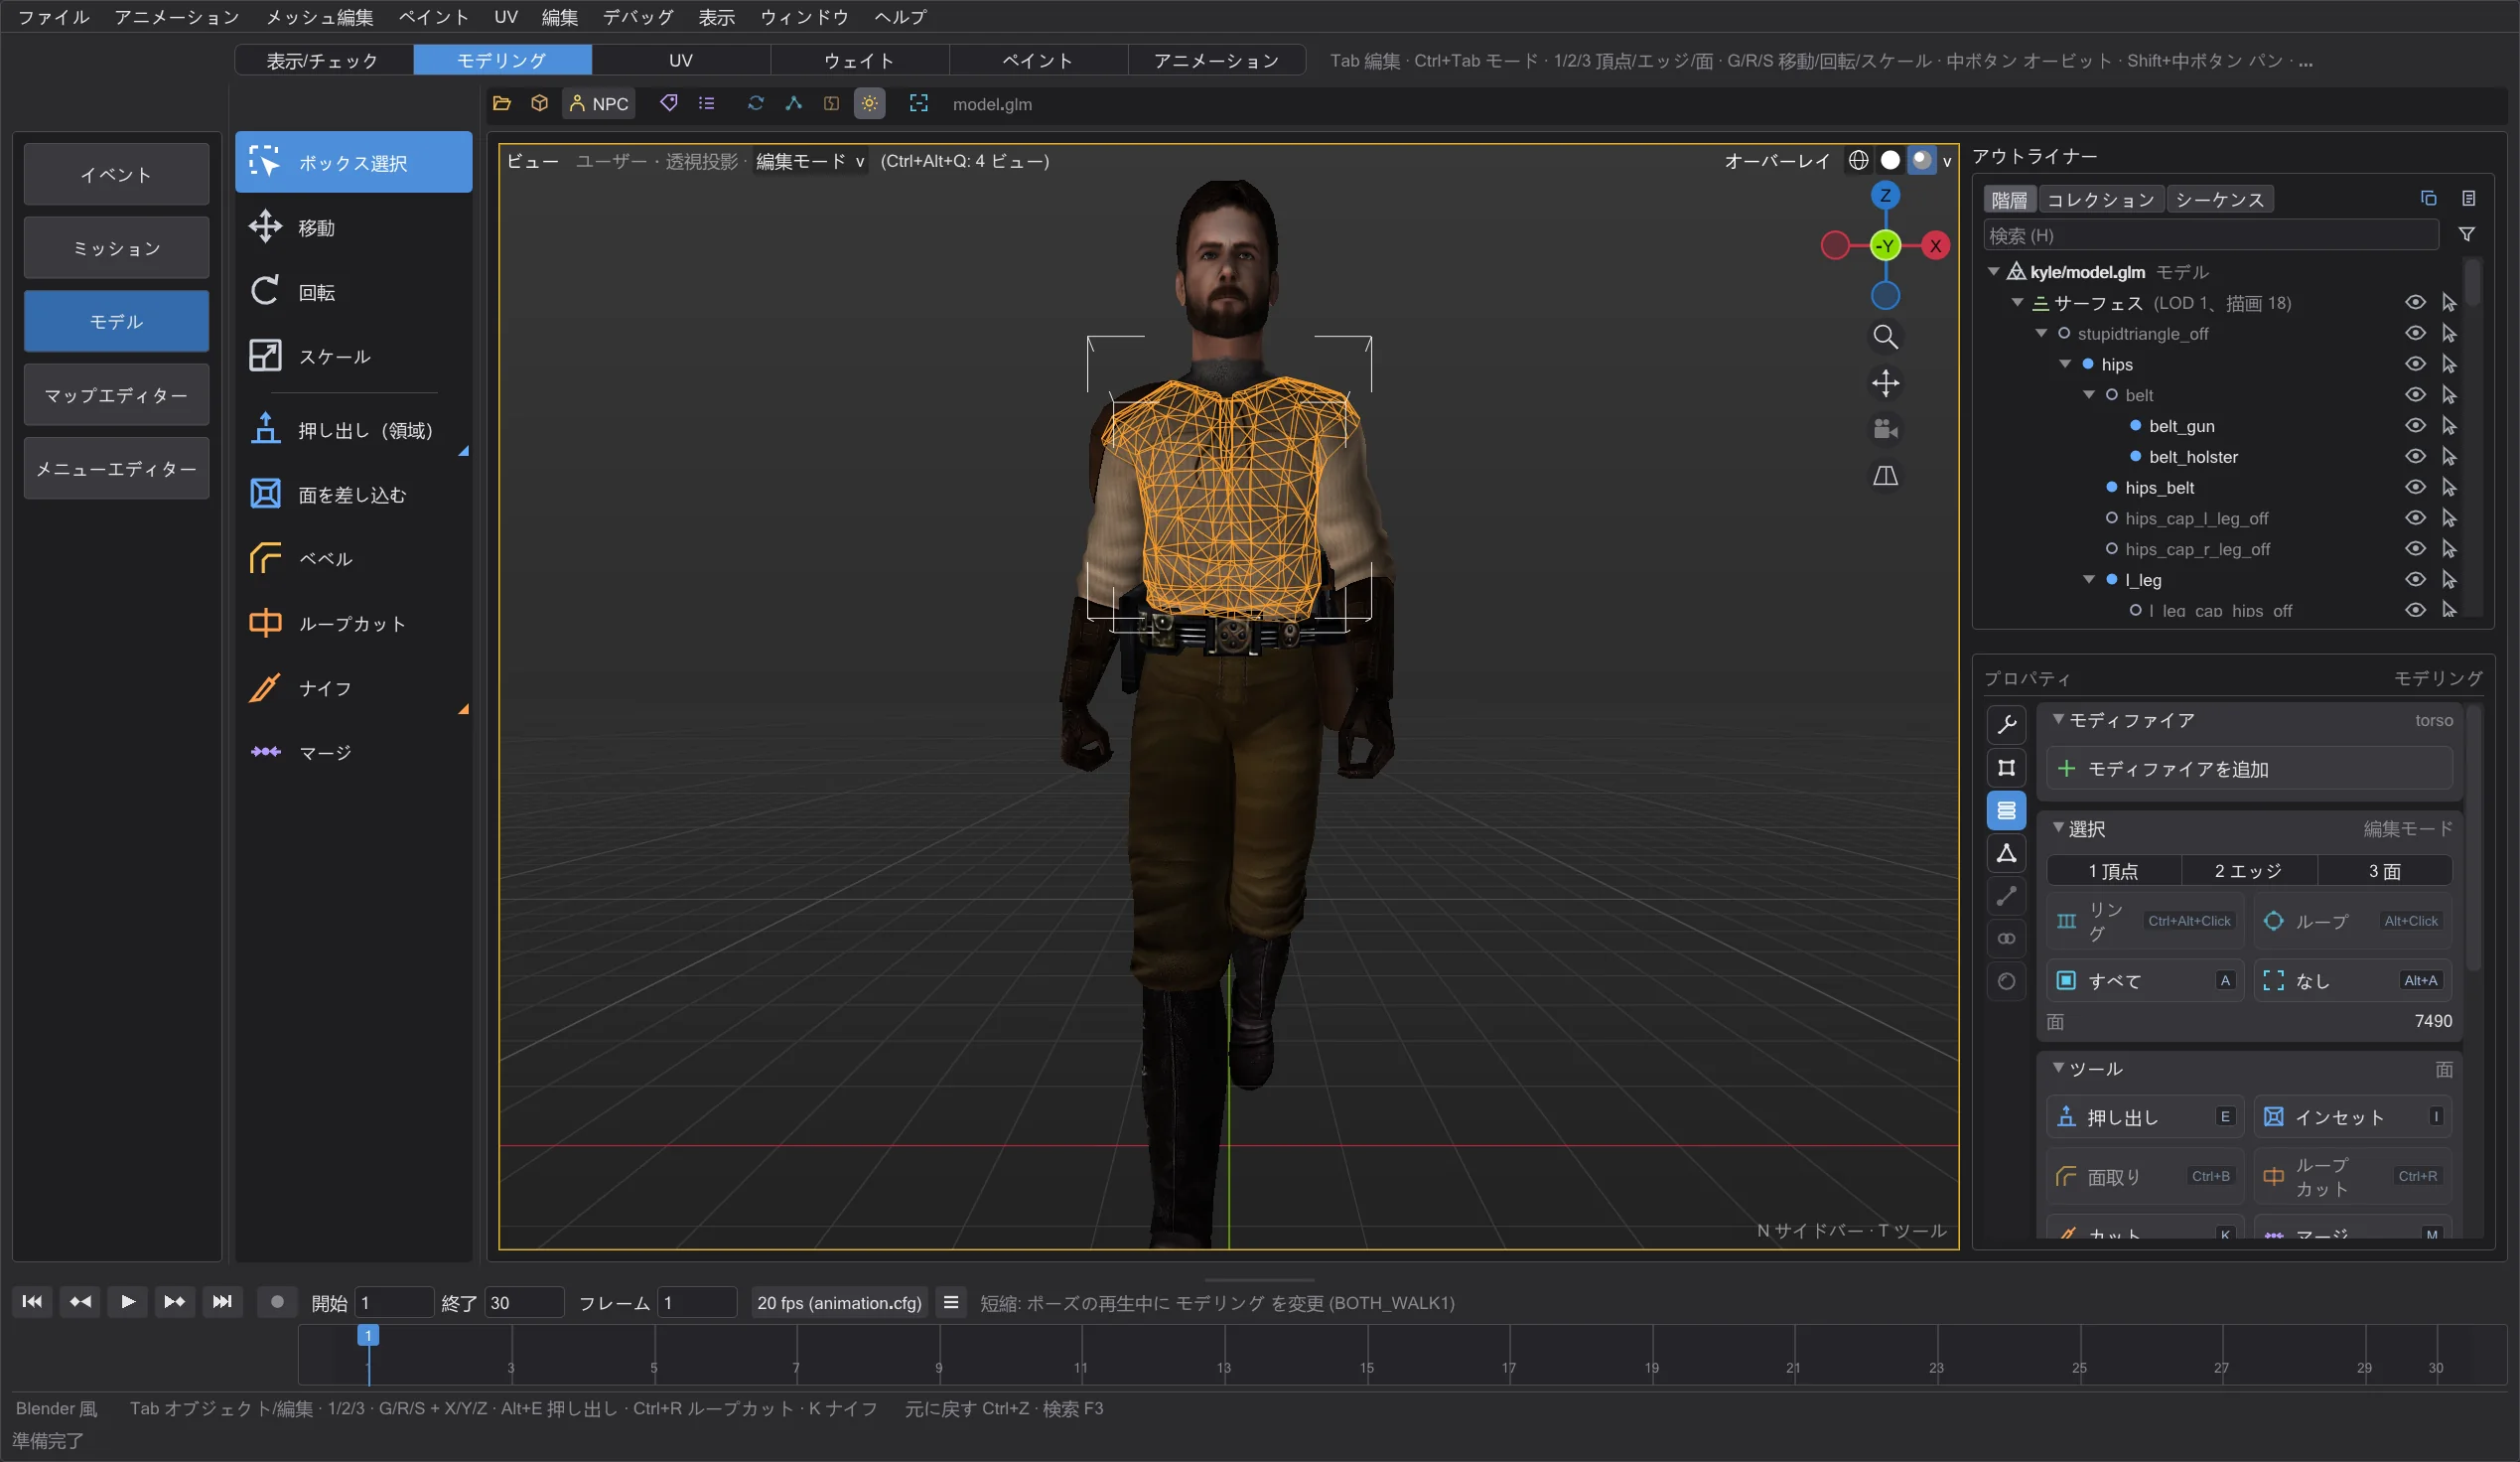 ファイル アニメーション メッシュ編集 ペイント UV 編集 デバッグ 表示 ウィンドウ ヘルプ
表示/チェック モデリング UV ウェイト ペイント アニメーション Tab 編集 · Ctrl+Tab モード · 1/2/3 頂点/エッジ/面 · G/R/S 移動/回転/スケール · 中ボタン オービット · Shift+中ボタン パン · ...
NPC model.glm
イベント
ミッション
モデル
マップエディター
メニューエディター
ボックス選択
移動
回転
スケール
押し出し（領域）
面を差し込む
ベベル
ループカット
ナイフ
マージ
ビュー ユーザー · 透視投影 · 編集モード v (Ctrl+Alt+Q: 4 ビュー)
オーバーレイ v
Z
-Y X
N サイドバー · T ツール
アウトライナー
階層 コレクション シーケンス
検索 (H)
kyle/model.glm モデル
サーフェス (LOD 1、描画 18)
stupidtriangle_off
hips
belt
belt_gun
belt_holster
hips_belt
hips_cap_l_leg_off
hips_cap_r_leg_off
l_leg
l_leg_cap_hips_off
プロパティ モデリング
モディファイア torso
モディファイアを追加
選択 編集モード
1 頂点 2 エッジ 3 面
リング Ctrl+Alt+Click ループ Alt+Click
すべて A なし Alt+A
面 7490
ツール 面
押し出し E インセット I
面取り Ctrl+B ループカット Ctrl+R
カット K マージ M
開始 1 終了 30 フレーム 1 20 fps (animation.cfg) 短縮: ポーズの再生中に モデリング を変更 (BOTH_WALK1)
1
1 3 5 7 9 11 13 15 17 19 21 23 25 27 29 30
Blender 風 Tab オブジェクト/編集 · 1/2/3 · G/R/S + X/Y/Z · Alt+E 押し出し · Ctrl+R ループカット · K ナイフ 元に戻す Ctrl+Z · 検索 F3
準備完了